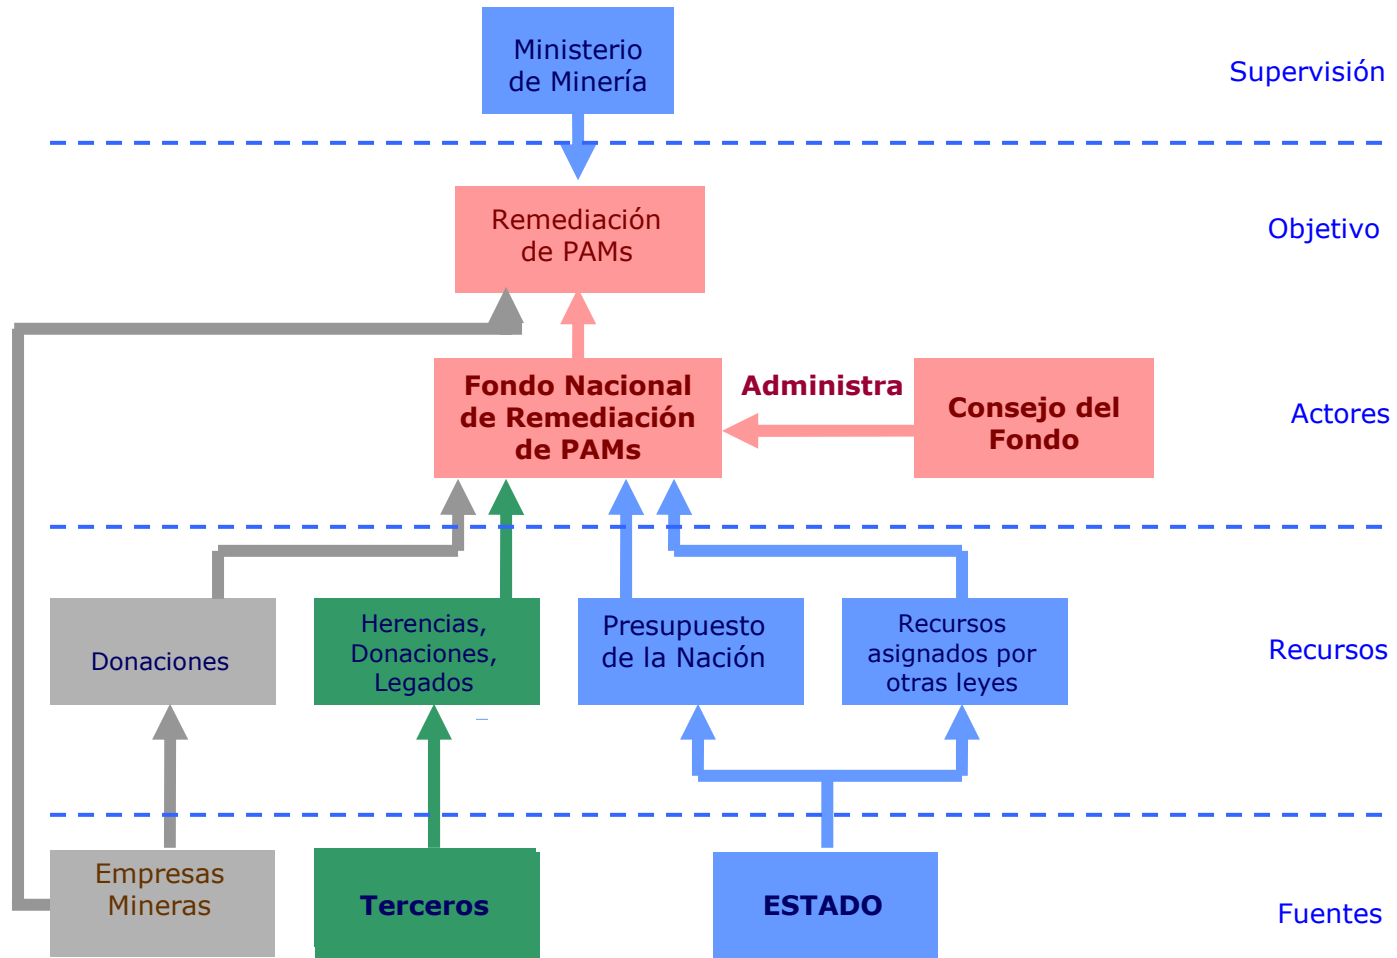 Ministerio
de Minería
Supervisión
Remediación
de PAMs
Objetivo
Fondo Nacional
de Remediación
de PAMs
Administra
Consejo del
Fondo
Actores
Donaciones
Herencias,
Donaciones,
Legados
Presupuesto
de la Nación
Recursos
asignados por
otras leyes
Recursos
Empresas
Mineras
Terceros
ESTADO
Fuentes